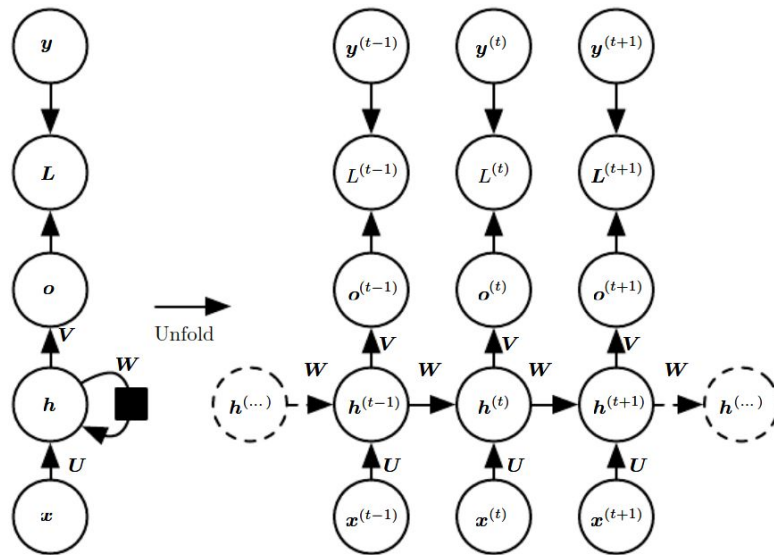 y y^(t−1) y^(t) y^(t+1)
L L^(t−1) L^(t) L^(t+1)
o o^(t−1) o^(t) o^(t+1)
Unfold
V V V V
W W W W W
h h^(...) h^(t−1) h^(t) h^(t+1) h^(...)
U U U U
x x^(t−1) x^(t) x^(t+1)